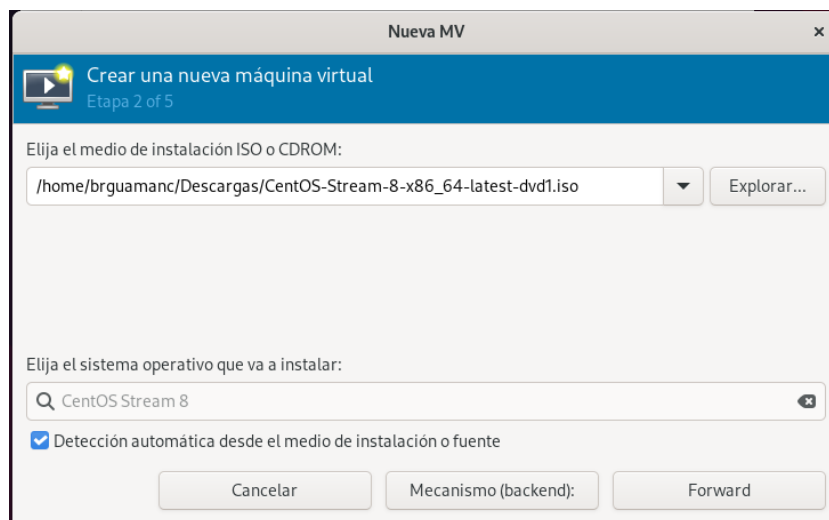 Nueva MV
Crear una nueva máquina virtual
Etapa 2 of 5
Elija el medio de instalación ISO o CDROM:
/home/brguamanc/Descargas/CentOS-Stream-8-x86_64-latest-dvd1.iso
Explorar...
Elija el sistema operativo que va a instalar:
CentOS Stream 8
Detección automática desde el medio de instalación o fuente
Cancelar
Mecanismo (backend):
Forward